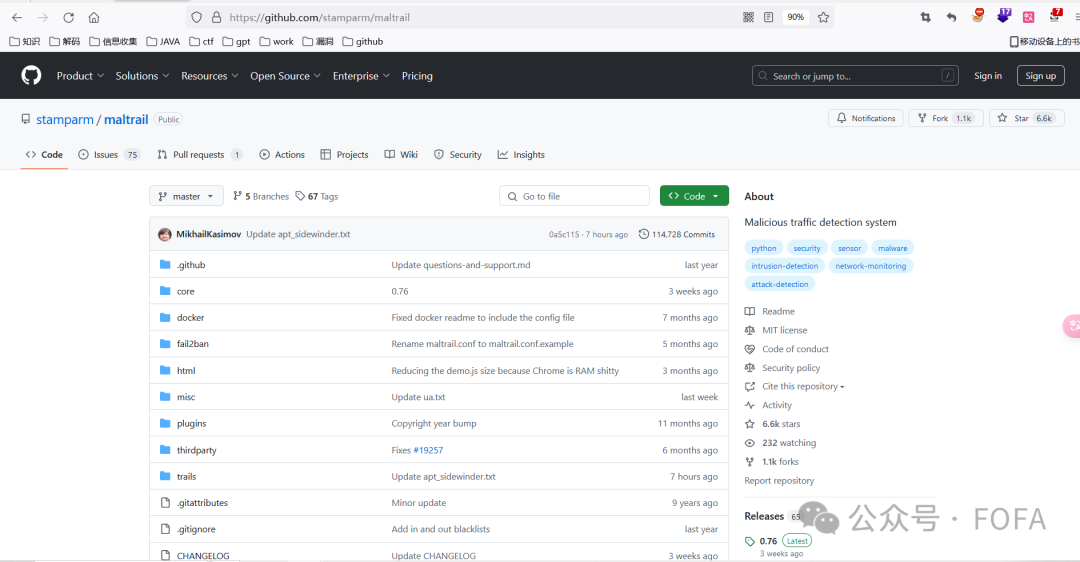 https://github.com/stamparm/maltrail
90%
17
7
知识
解码
信息收集
JAVA
ctf
gpt
work
漏洞
github
移动设备上的书
Product
Solutions
Resources
Open Source
Enterprise
Pricing
Search or jump to...
/
Sign in
Sign up
stamparm / maltrail
Public
Notifications
Fork 1.1k
Star 6.6k
Code
Issues 75
Pull requests 1
Actions
Projects
Wiki
Security
Insights
master
5 Branches
67 Tags
Go to file
Code
MikhailKasimov Update apt_sidewinder.txt
0a5c115 · 7 hours ago
114,728 Commits
.github Update questions-and-support.md last year
core 0.76 3 weeks ago
docker Fixed docker readme to include the config file 7 months ago
fail2ban Rename maltrail.conf to maltrail.conf.example 5 months ago
html Reducing the demo.js size because Chrome is RAM shitty 3 months ago
misc Update ua.txt last week
plugins Copyright year bump 11 months ago
thirdparty Fixes #19257 6 months ago
trails Update apt_sidewinder.txt 7 hours ago
.gitattributes Minor update 9 years ago
.gitignore Add in and out blacklists last year
CHANGELOG Update CHANGELOG 3 weeks ago
About
Malicious traffic detection system
python security sensor malware
intrusion-detection network-monitoring
attack-detection
Readme
MIT license
Code of conduct
Security policy
Cite this repository
Activity
6.6k stars
232 watching
1.1k forks
Report repository
Releases 65
0.76 Latest
3 weeks ago
公众号 · FOFA